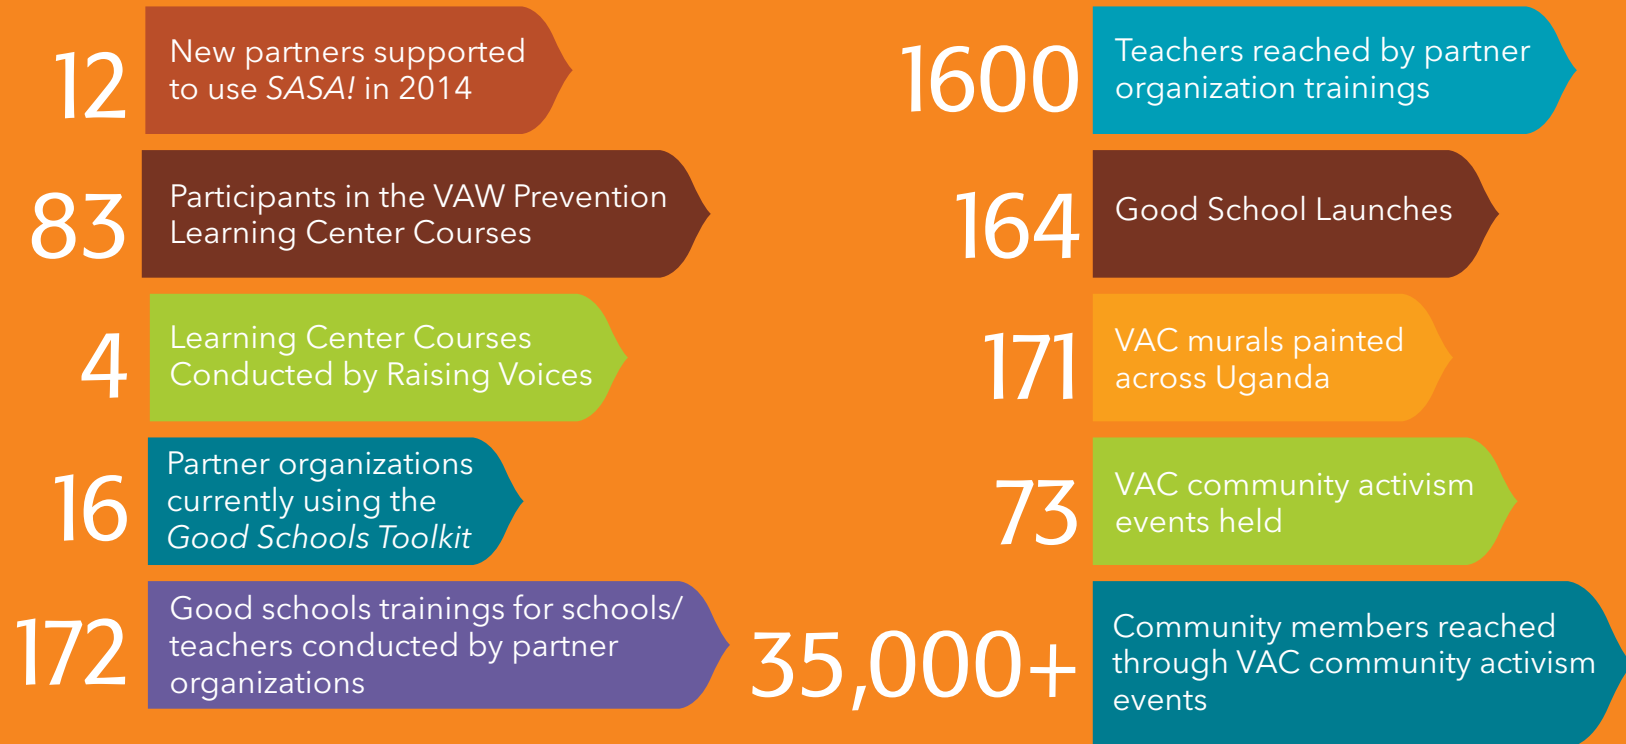 12
New partners supported
to use SASA! in 2014
83
Participants in the VAW Prevention
Learning Center Courses
4
Learning Center Courses
Conducted by Raising Voices
16
Partner organizations
currently using the
Good Schools Toolkit
172
Good schools trainings for schools/
teachers conducted by partner
organizations
1600
Teachers reached by partner
organization trainings
164
Good School Launches
171
VAC murals painted
across Uganda
73
VAC community activism
events held
35,000+
Community members reached
through VAC community activism
events